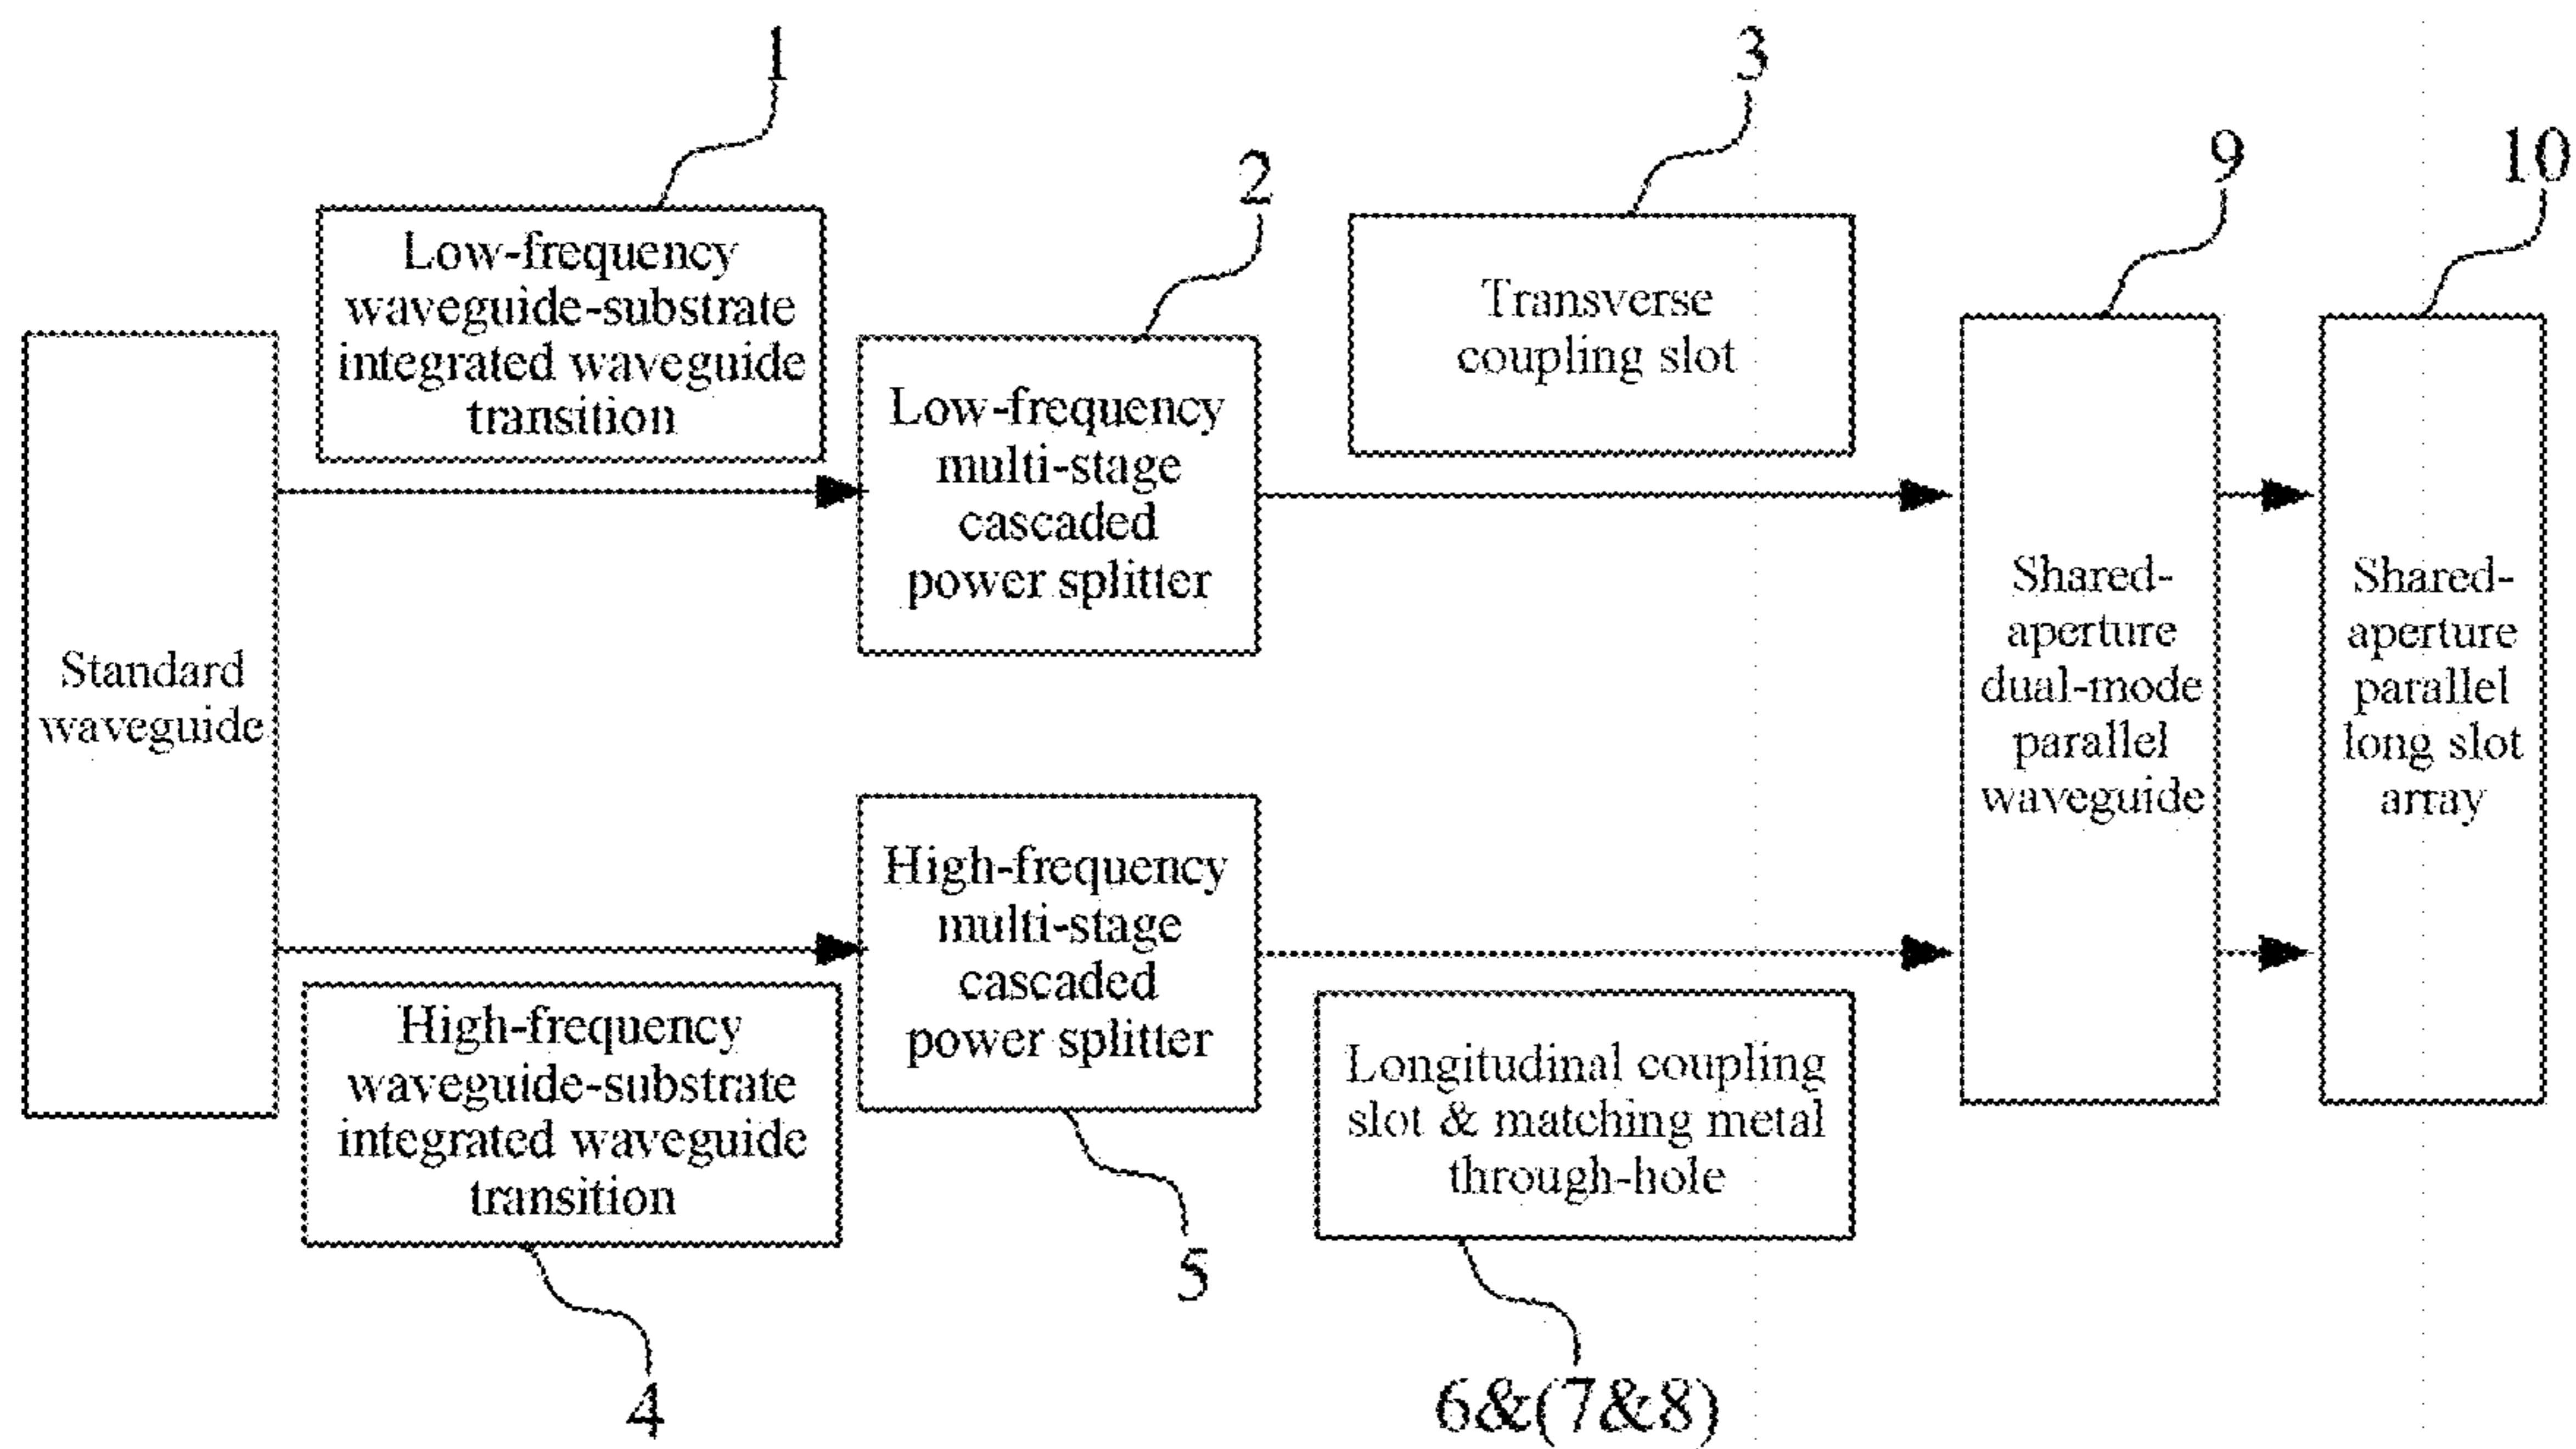 1
3
2
9
10
Low-frequency
waveguide-substrate
integrated waveguide
transition
Transverse
coupling slot
Low-frequency
multi-stage
cascaded
power splitter
Standard
waveguide
Shared-
aperture
dual-mode
parallel
waveguide
Shared-
aperture
parallel
long slot
array
High-frequency
multi-stage
cascaded
power splitter
High-frequency
waveguide-substrate
integrated waveguide
transition
Longitudinal coupling
slot & matching metal
through-hole
5
4
6&(7&8)